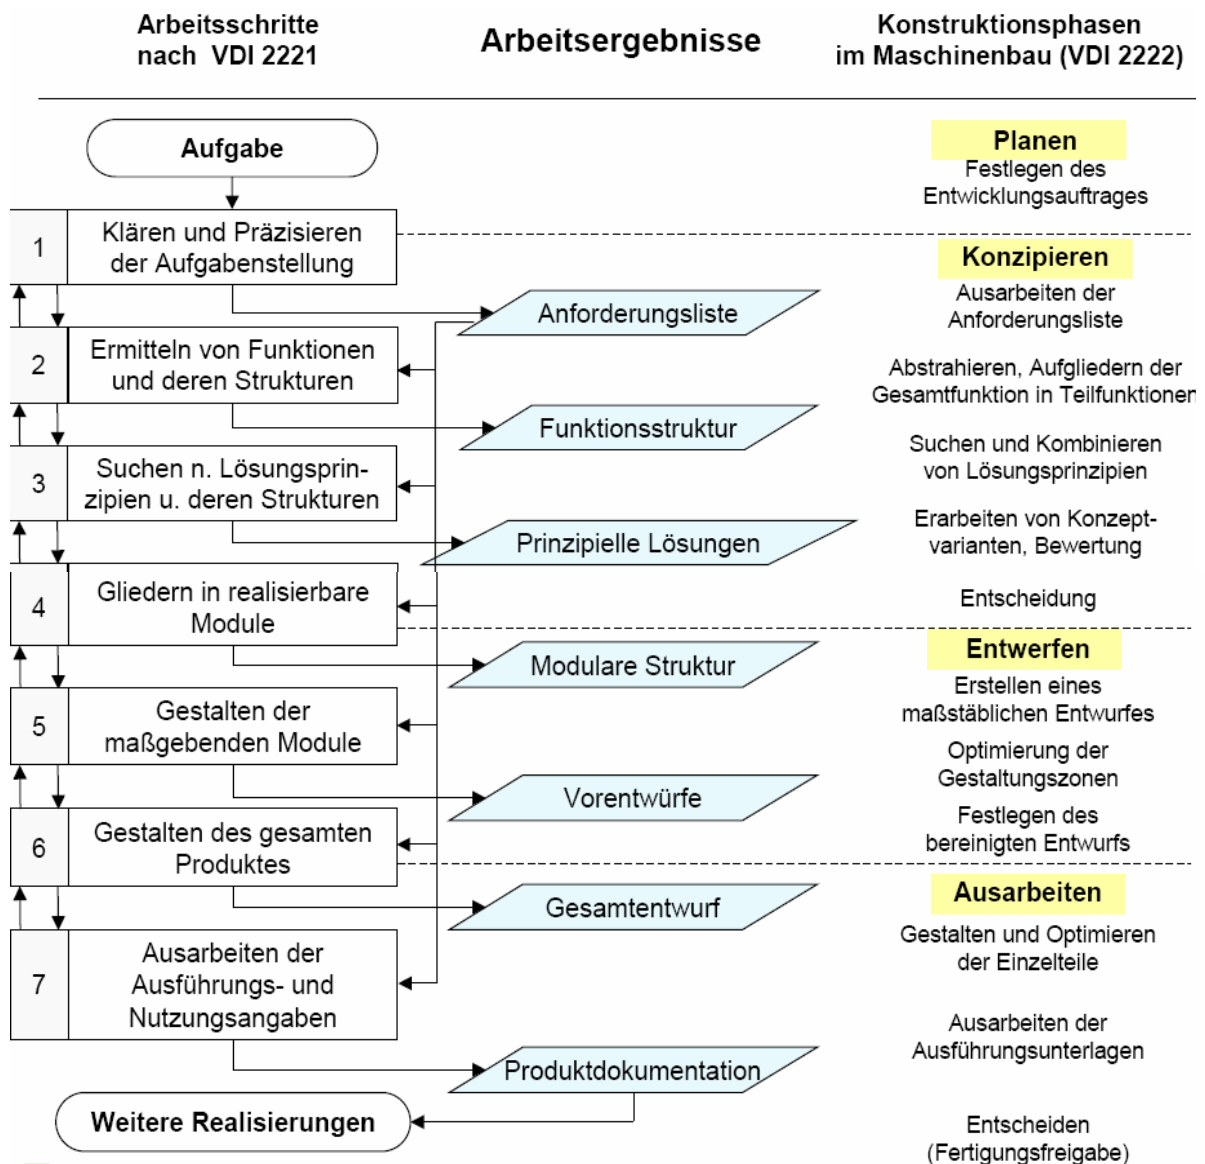 Arbeitsschritte
nach VDI 2221
Arbeitsergebnisse
Konstruktionsphasen
im Maschinenbau (VDI 2222)
Aufgabe
Planen
Festlegen des
Entwicklungsauftrages
1
Klären und Präzisieren
der Aufgabenstellung
Konzipieren
Anforderungsliste
Ausarbeiten der
Anforderungsliste
2
Ermitteln von Funktionen
und deren Strukturen
Abstrahieren, Aufgliedern der
Gesamtfunktion in Teilfunktionen
Funktionsstruktur
3
Suchen n. Lösungsprin-
zipien u. deren Strukturen
Suchen und Kombinieren
von Lösungsprinzipien
Prinzipielle Lösungen
Erarbeiten von Konzept-
varianten, Bewertung
4
Gliedern in realisierbare
Module
Entscheidung
Entwerfen
Modulare Struktur
Erstellen eines
maßstäblichen Entwurfes
5
Gestalten der
maßgebenden Module
Optimierung der
Gestaltungszonen
Vorentwürfe
6
Gestalten des gesamten
Produktes
Festlegen des
bereinigten Entwurfs
Ausarbeiten
Gesamtentwurf
Gestalten und Optimieren
der Einzelteile
7
Ausarbeiten der
Ausführungs- und
Nutzungsangaben
Ausarbeiten der
Ausführungsunterlagen
Produktdokumentation
Weitere Realisierungen
Entscheiden
(Fertigungsfreigabe)